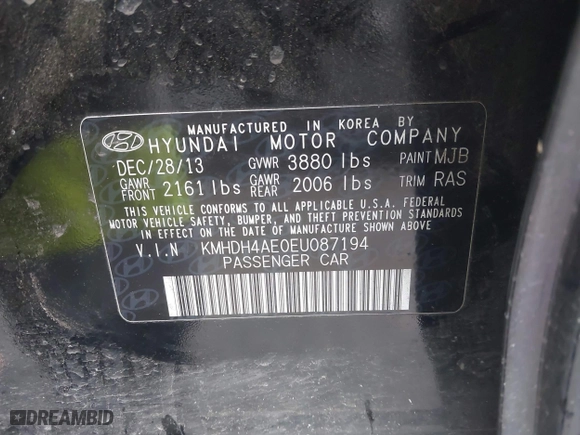 MANUFACTURED IN KOREA BY
HYUNDAI MOTOR COMPANY
DEC/28/13 GVWR 3880 lbs PAINT MJB
GAWR FRONT 2161 lbs GAWR REAR 2006 lbs TRIM RAS
THIS VEHICLE CONFORMS TO ALL APPLICABLE U.S. FEDERAL
MOTOR VEHICLE SAFETY, BUMPER, AND THEFT PREVENTION STANDARDS
IN EFFECT ON THE DATE OF MANUFACTURE SHOWN ABOVE.
V.I.N KMHDH4AE0EU087194
PASSENGER CAR
DREAMBID